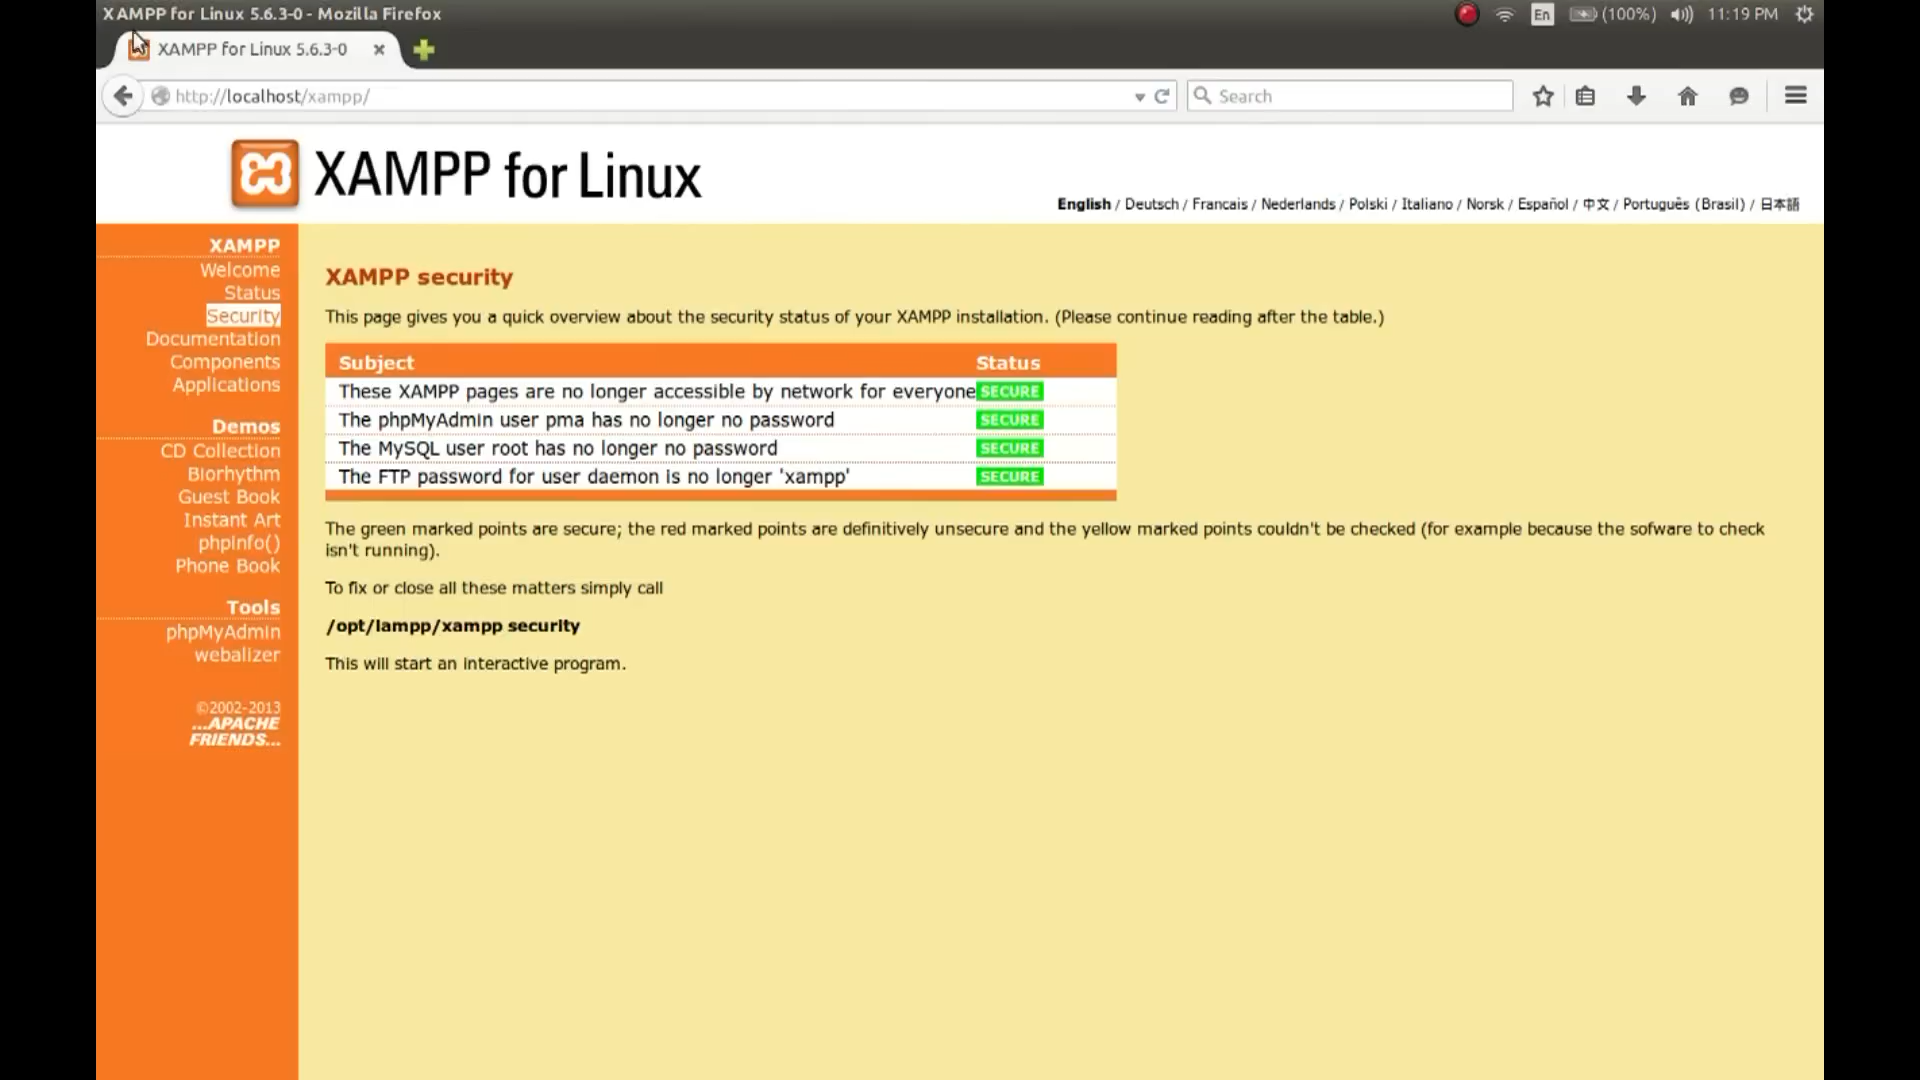 XAMPP for Linux 5.6.3-0 - Mozilla Firefox
En (100%) 11:19 PM
XAMPP for Linux 5.6.3-0
http://localhost/xampp/
Search
XAMPP for Linux
English / Deutsch / Francais / Nederlands / Polski / Italiano / Norsk / Español / 中文 / Português (Brasil) / 日本語
XAMPP
Welcome
Status
Security
Documentation
Components
Applications
Demos
CD Collection
Biorhythm
Guest Book
Instant Art
phpinfo()
Phone Book
Tools
phpMyAdmin
webalizer
©2002-2013
...APACHE
FRIENDS...
XAMPP security
This page gives you a quick overview about the security status of your XAMPP installation. (Please continue reading after the table.)
Subject Status
These XAMPP pages are no longer accessible by network for everyone SECURE
The phpMyAdmin user pma has no longer no password SECURE
The MySQL user root has no longer no password SECURE
The FTP password for user daemon is no longer 'xampp' SECURE
The green marked points are secure; the red marked points are definitively unsecure and the yellow marked points couldn't be checked (for example because the sofware to check
isn't running).
To fix or close all these matters simply call
/opt/lampp/xampp security
This will start an interactive program.